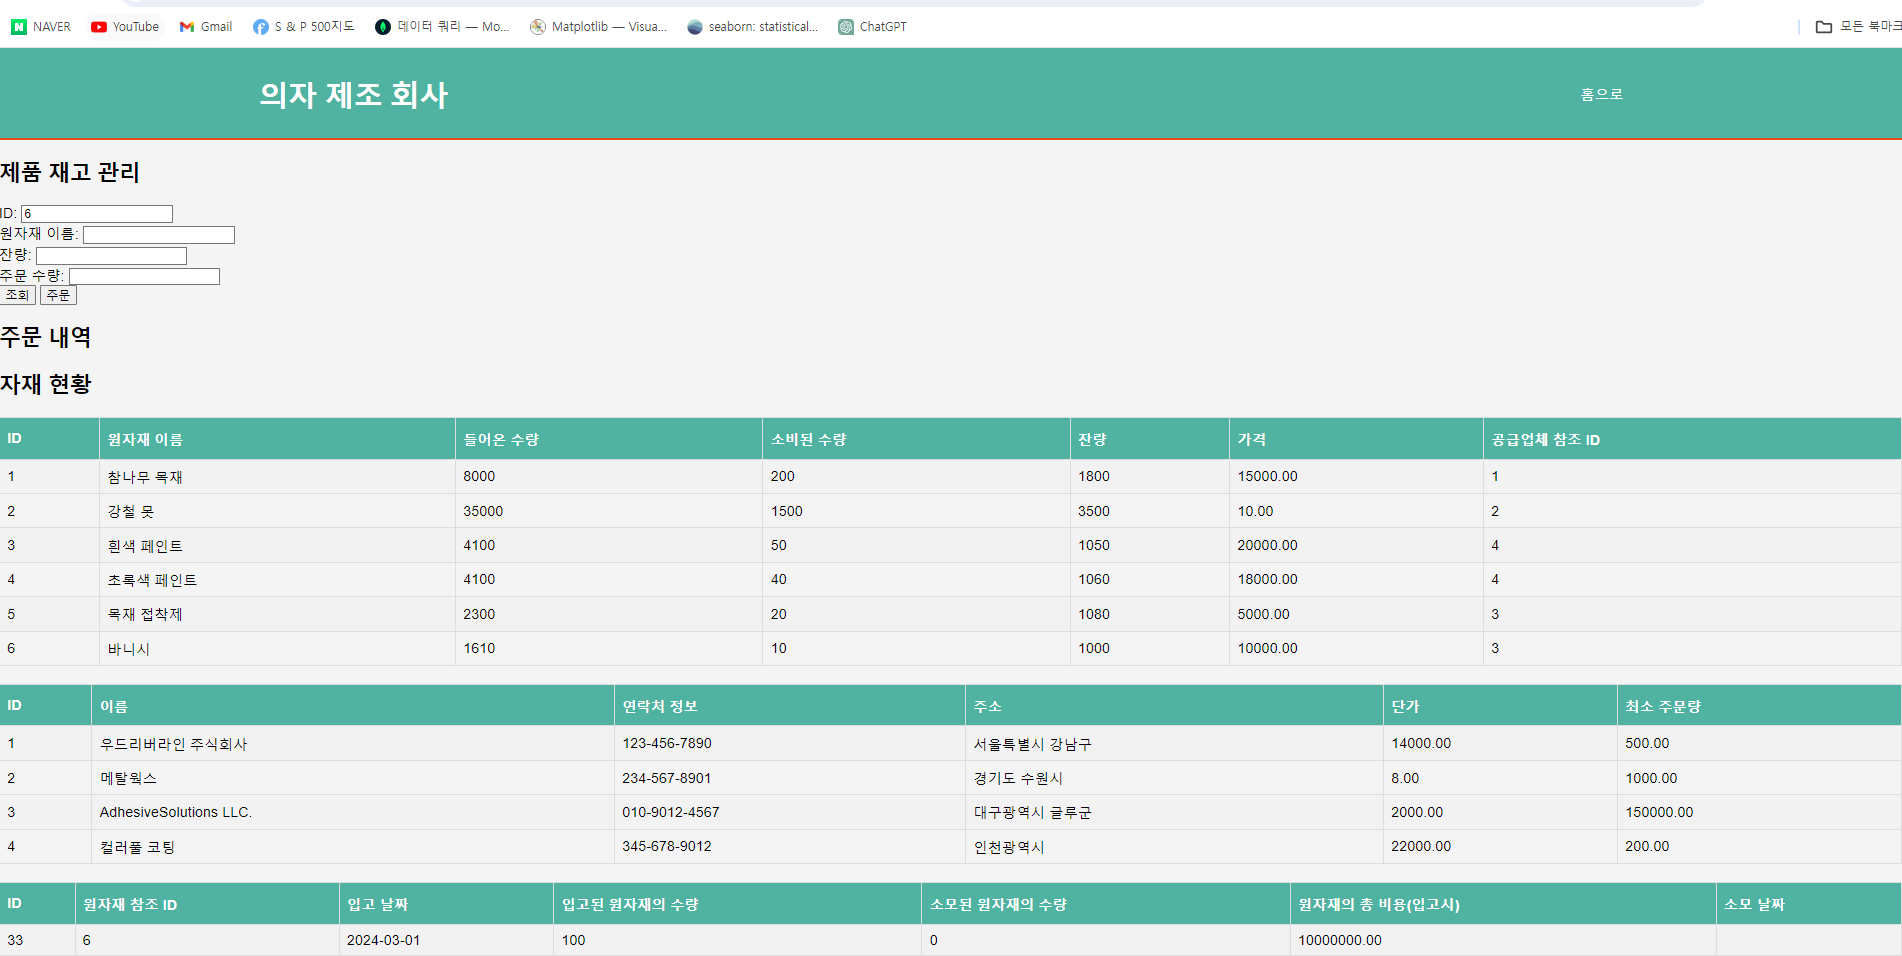 NAVER YouTube Gmail S & P 500지도 데이터 쿼리 — Mo... Matplotlib — Visua... seaborn: statistical... ChatGPT 모든 북마크
의자 제조 회사 홈으로
제품 재고 관리
ID: 6
원자재 이름:
잔량:
주문 수량:
조회 주문
주문 내역
자재 현황
ID 원자재 이름 들어온 수량 소비된 수량 잔량 가격 공급업체 참조 ID
1 참나무 목재 8000 200 1800 15000.00 1
2 강철 못 35000 1500 3500 10.00 2
3 흰색 페인트 4100 50 1050 20000.00 4
4 초록색 페인트 4100 40 1060 18000.00 4
5 목재 접착제 2300 20 1080 5000.00 3
6 바니시 1610 10 1000 10000.00 3
ID 이름 연락처 정보 주소 단가 최소 주문량
1 우드리버라인 주식회사 123-456-7890 서울특별시 강남구 14000.00 500.00
2 메탈웍스 234-567-8901 경기도 수원시 8.00 1000.00
3 AdhesiveSolutions LLC. 010-9012-4567 대구광역시 글루군 2000.00 150000.00
4 컬러풀 코팅 345-678-9012 인천광역시 22000.00 200.00
ID 원자재 참조 ID 입고 날짜 입고된 원자재의 수량 소모된 원자재의 수량 원자재의 총 비용(입고시) 소모 날짜
33 6 2024-03-01 100 0 10000000.00